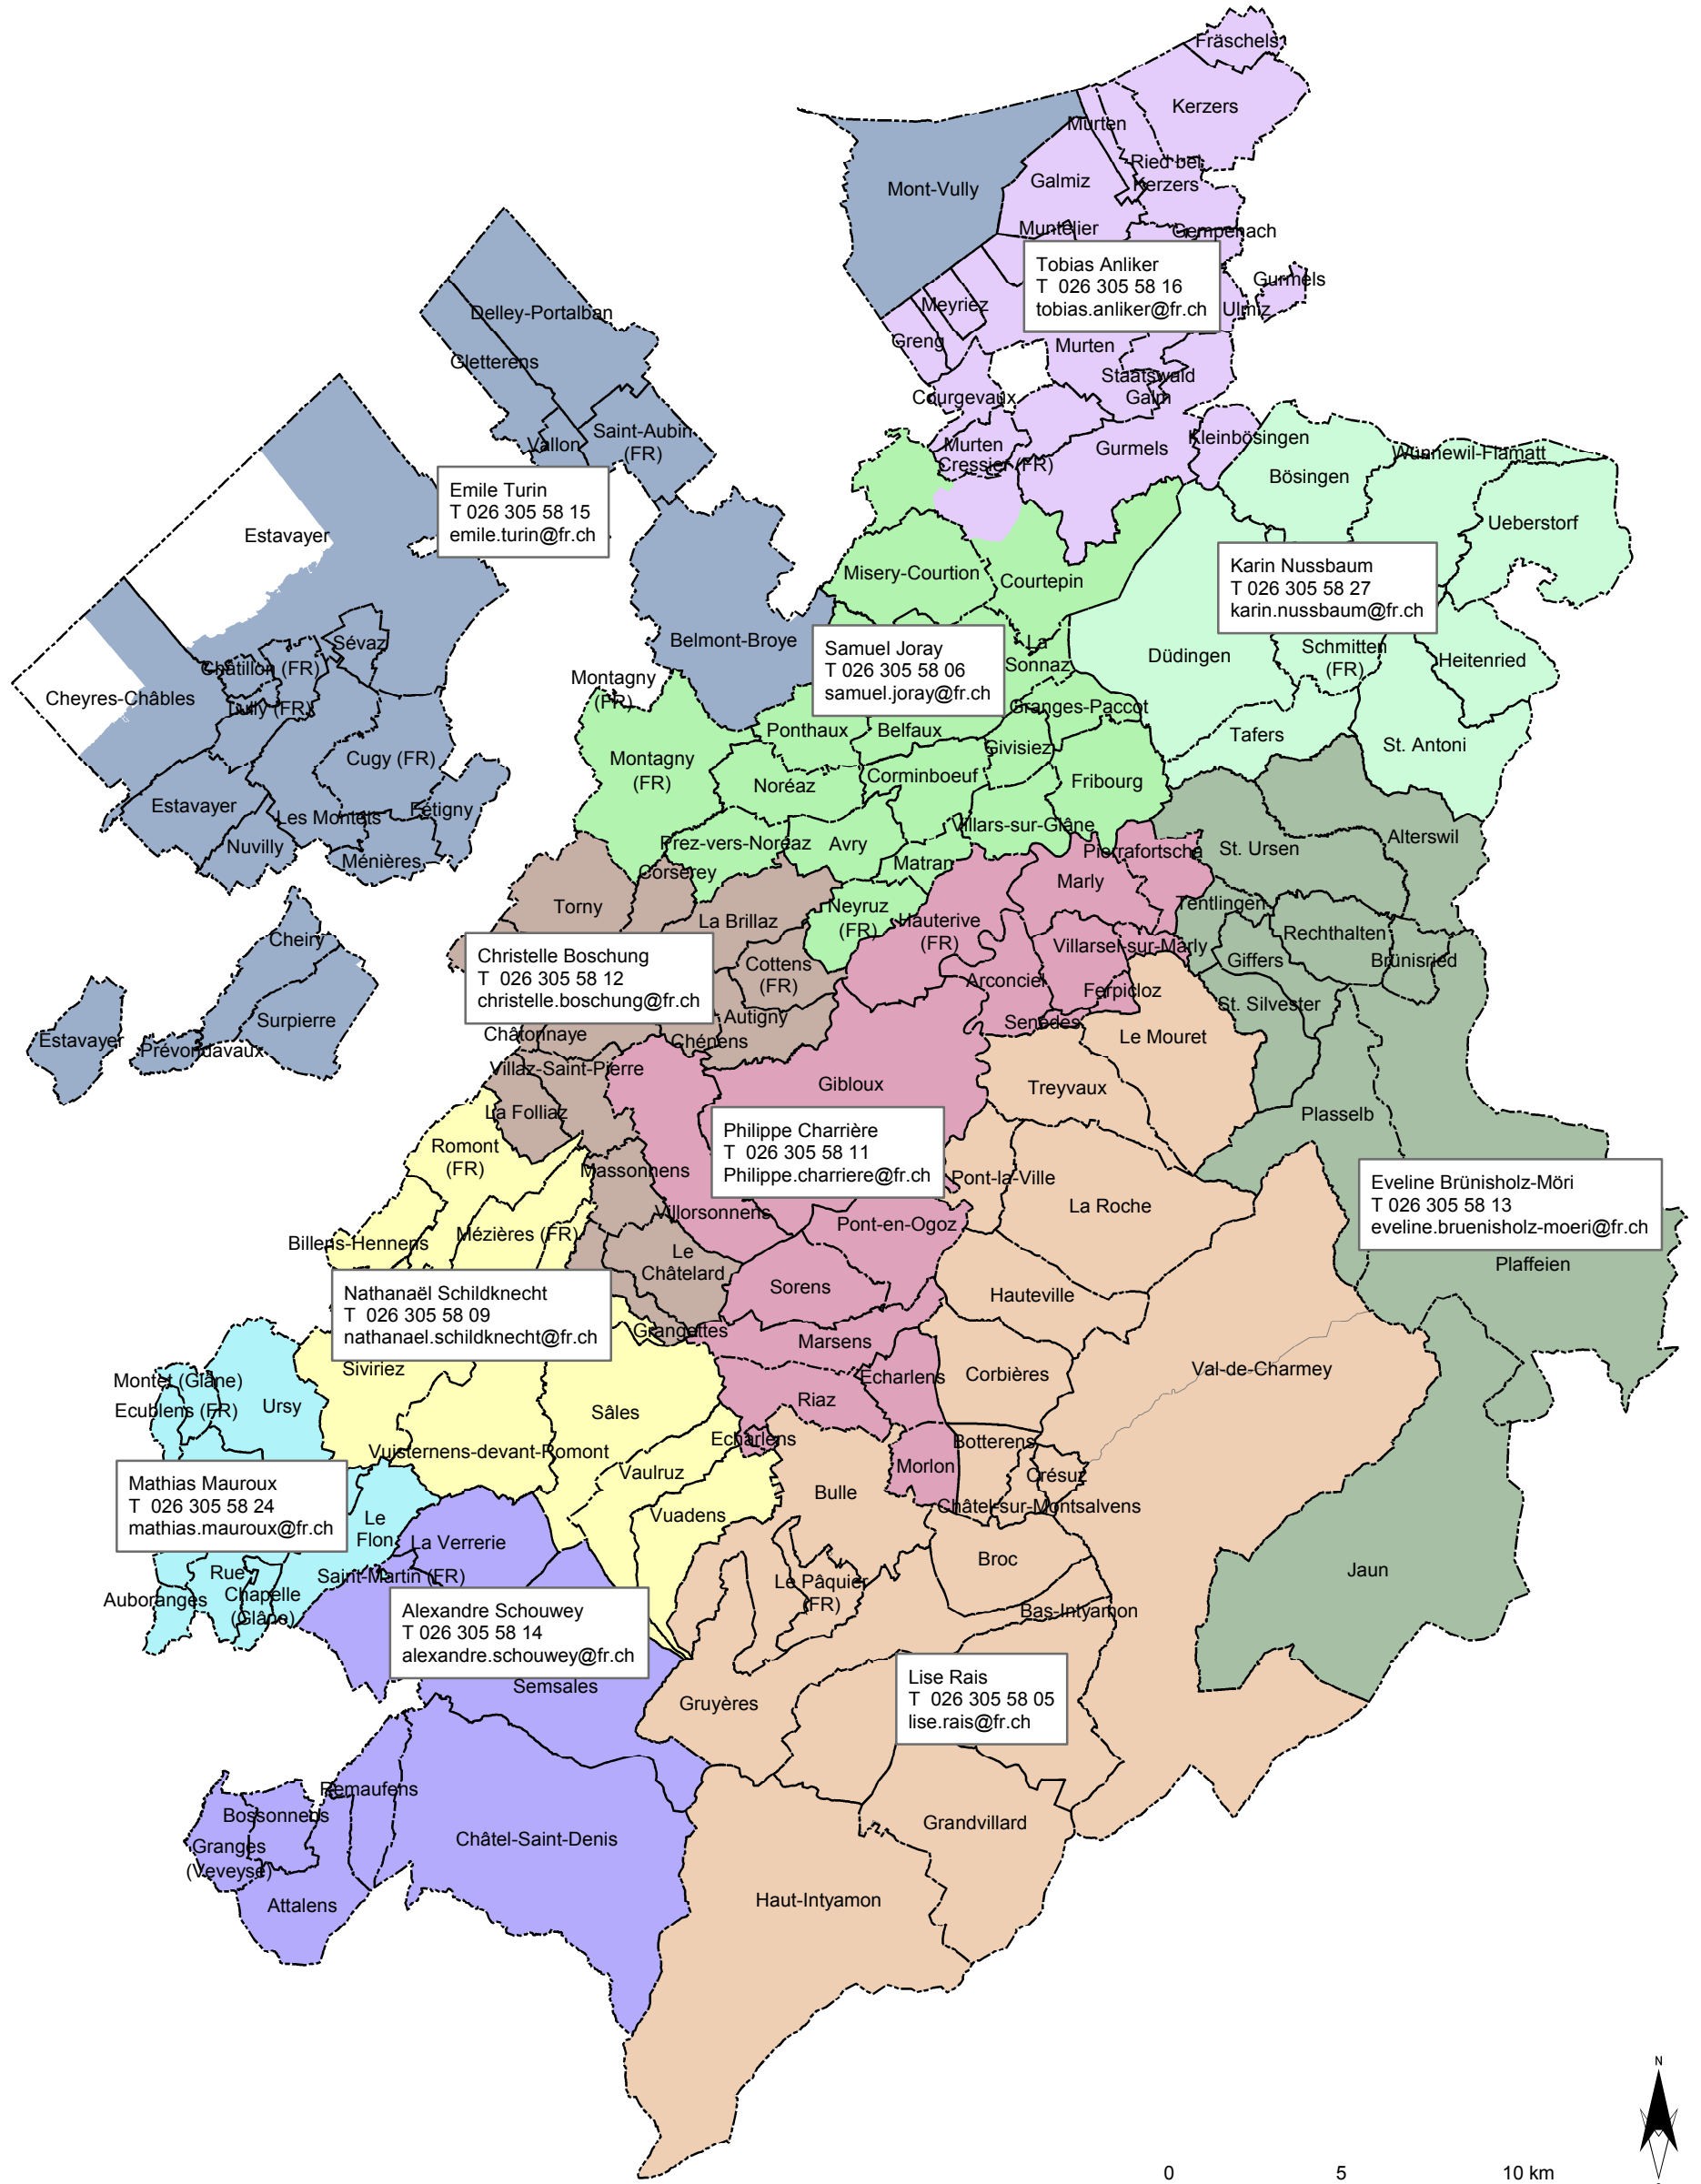 Fräschels
Kerzers
Murten
Ried bei
Kerzers
Galmiz
Mont-Vully
Muntelier
Gempenach
Tobias Anliker
T 026 305 58 16
tobias.anliker@fr.ch
Gurmels
Ulmiz
Meyriez
Greng
Murten
Staatswald
Galm
Courgevaux
Delley-Portalban
Gletterens
Vallon
Saint-Aubin
(FR)
Murten
Cressier (FR)
Gurmels
Kleinbösingen
Bösingen
Wünnewil-Flamatt
Ueberstorf
Emile Turin
T 026 305 58 15
emile.turin@fr.ch
Estavayer
Misery-Courtion
Courtepin
Karin Nussbaum
T 026 305 58 27
karin.nussbaum@fr.ch
Belmont-Broye
Samuel Joray
T 026 305 58 06
samuel.joray@fr.ch
La
Sonnaz
Düdingen
Schmitten
(FR)
Heitenried
Sévaz
Châtillon (FR)
Cheyres-Châbles
Lully (FR)
Montagny
(FR)
Granges-Paccot
Ponthaux
Belfaux
Givisiez
Tafers
St. Antoni
Cugy (FR)
Montagny
(FR)
Noréaz
Corminboeuf
Fribourg
Estavayer
Les Montets
Fétigny
Nuvilly
Ménières
Prez-vers-Noréaz
Avry
Villars-sur-Glâne
Matran
Pierrafortscha
St. Ursen
Alterswil
Corserey
Marly
Torny
La Brillaz
Neyruz
(FR)
Hauterive
(FR)
Tentlingen
Villarsel-sur-Marly
Giffers
Rechthalten
Brünisried
Cheiry
Christelle Boschung
T 026 305 58 12
christelle.boschung@fr.ch
Cottens
(FR)
Arconciel
Ferpicloz
St. Silvester
Surpierre
Estavayer
Prévondavaux
Châtonnaye
Autigny
Chénens
Senèdes
Le Mouret
Villaz-Saint-Pierre
Gibloux
Treyvaux
La Folliaz
Plasselb
Romont
(FR)
Philippe Charrière
T 026 305 58 11
Philippe.charriere@fr.ch
Massonnens
Pont-la-Ville
La Roche
Eveline Brünisholz-Möri
T 026 305 58 13
eveline.bruenisholz-moeri@fr.ch
Villorsonnens
Pont-en-Ogoz
Billens-Hennens
Mézières (FR)
Le
Châtelard
Plaffeien
Nathanaël Schildknecht
T 026 305 58 09
nathanael.schildknecht@fr.ch
Sorens
Hauteville
Grangettes
Marsens
Siviriez
Echarlens
Corbières
Val-de-Charmey
Montet (Glâne)
Ecublens (FR)
Ursy
Riaz
Sâles
Vuisternens-devant-Romont
Echarlens
Botterens
Vaulruz
Morlon
Crésuz
Mathias Mauroux
T 026 305 58 24
mathias.mauroux@fr.ch
Bulle
Châtel-sur-Montsalvens
Vuadens
Le
Flon
La Verrerie
Broc
Jaun
Rue
Saint-Martin (FR)
Auboranges
Chapelle
(Glâne)
Le Pâquier
(FR)
Bas-Intyamon
Alexandre Schouwey
T 026 305 58 14
alexandre.schouwey@fr.ch
Semsales
Gruyères
Lise Rais
T 026 305 58 05
lise.rais@fr.ch
Remaufens
Bossonnens
Granges
(Veveyse)
Châtel-Saint-Denis
Grandvillard
Attalens
Haut-Intyamon
N
0 5 10 km